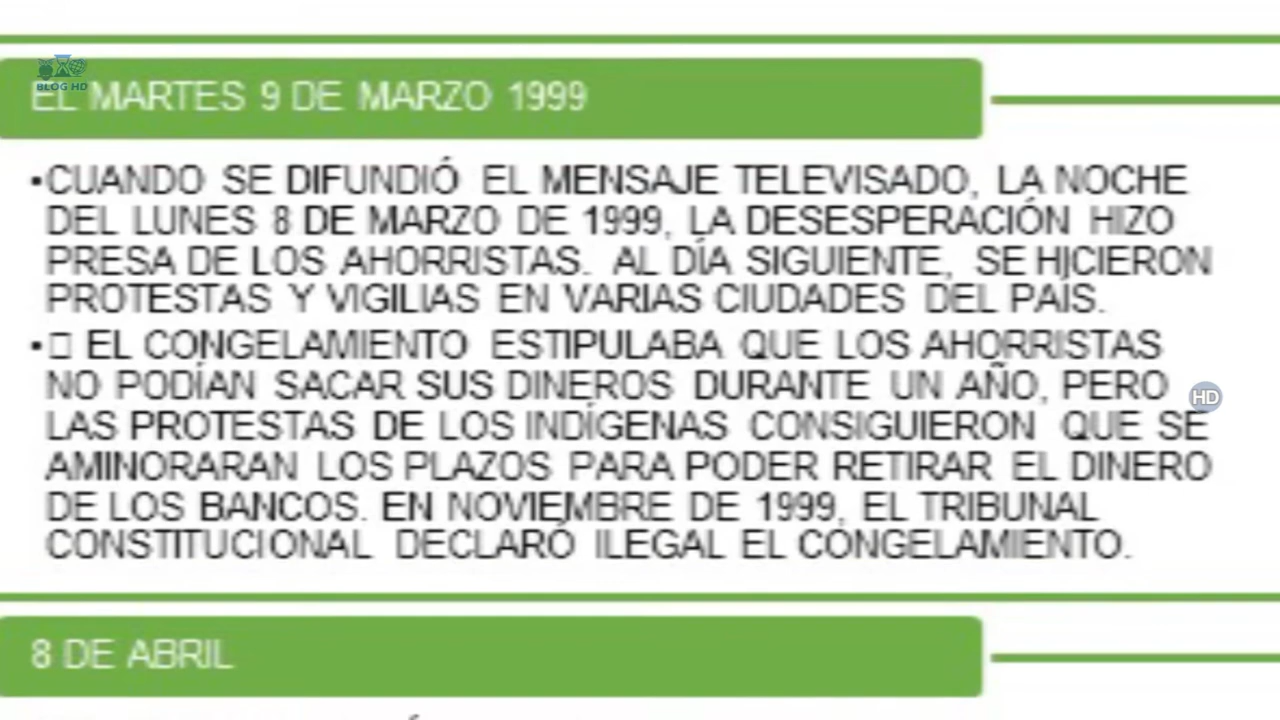 BLOG HD
EL MARTES 9 DE MARZO 1999
•CUANDO SE DIFUNDIÓ EL MENSAJE TELEVISADO, LA NOCHE
DEL LUNES 8 DE MARZO DE 1999, LA DESESPERACIÓN HIZO
PRESA DE LOS AHORRISTAS. AL DÍA SIGUIENTE, SE HICIERON
PROTESTAS Y VIGILIAS EN VARIAS CIUDADES DEL PAÍS.
•□ EL CONGELAMIENTO ESTIPULABA QUE LOS AHORRISTAS
NO PODÍAN SACAR SUS DINEROS DURANTE UN AÑO, PERO
HD
LAS PROTESTAS DE LOS INDÍGENAS CONSIGUIERON QUE SE
AMINORARAN LOS PLAZOS PARA PODER RETIRAR EL DINERO
DE LOS BANCOS. EN NOVIEMBRE DE 1999, EL TRIBUNAL
CONSTITUCIONAL DECLARÓ ILEGAL EL CONGELAMIENTO.
8 DE ABRIL